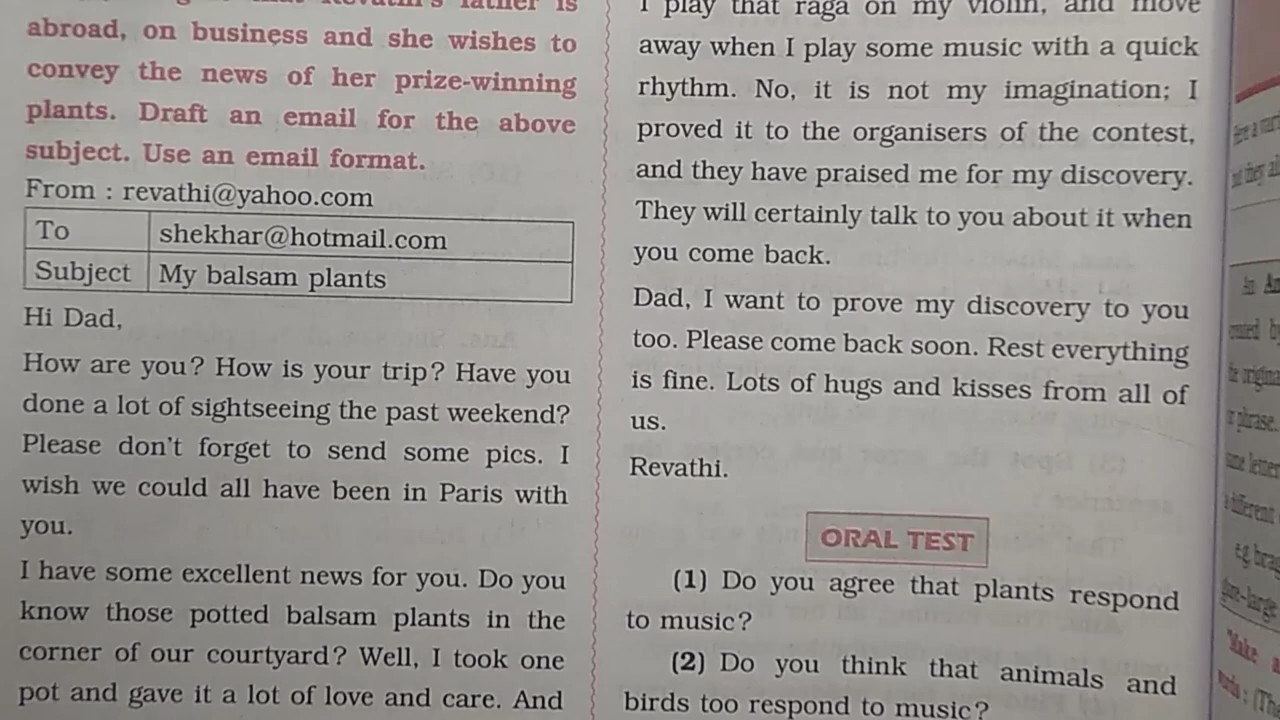 abroad, on business and she wishes to
convey the news of her prize-winning
plants. Draft an email for the above
subject. Use an email format.
From : revathi@yahoo.com
To shekhar@hotmail.com
Subject My balsam plants
Hi Dad,
How are you? How is your trip? Have you
done a lot of sightseeing the past weekend?
Please don't forget to send some pics. I
wish we could all have been in Paris with
you.
I have some excellent news for you. Do you
know those potted balsam plants in the
corner of our courtyard? Well, I took one
pot and gave it a lot of love and care. And
I play that raga on my violin, and move
away when I play some music with a quick
rhythm. No, it is not my imagination; I
proved it to the organisers of the contest,
and they have praised me for my discovery.
They will certainly talk to you about it when
you come back.
Dad, I want to prove my discovery to you
too. Please come back soon. Rest everything
is fine. Lots of hugs and kisses from all of
us.
Revathi.
ORAL TEST
(1) Do you agree that plants respond
to music?
(2) Do you think that animals and
birds too respond to music?